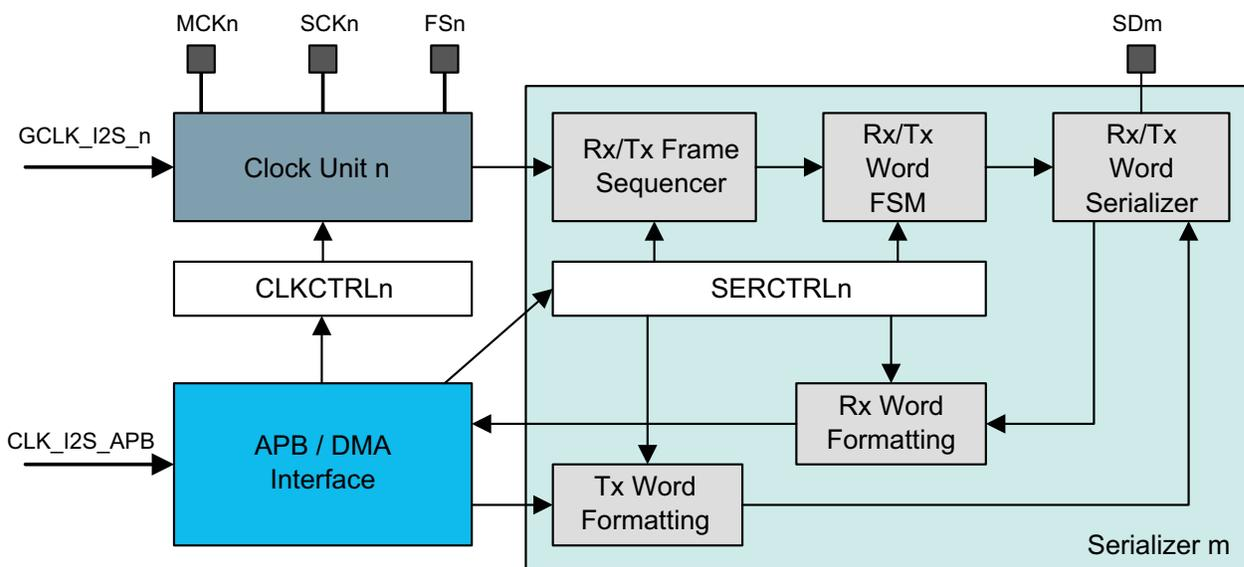 MCKn
SCKn
FSn
SDm
GCLK_I2S_n
Clock Unit n
Rx/Tx Frame
Sequencer
Rx/Tx
Word
FSM
Rx/Tx
Word
Serializer
CLKCTRLn
SERCTRLn
CLK_I2S_APB
APB / DMA
Interface
Rx Word
Formatting
Tx Word
Formatting
Serializer m